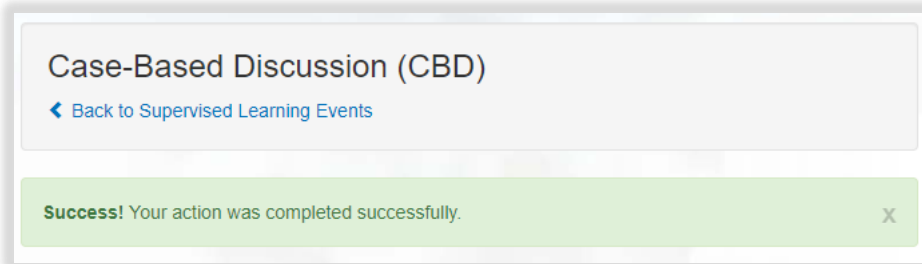 Case-Based Discussion (CBD)
Back to Supervised Learning Events
Success! Your action was completed successfully.
x